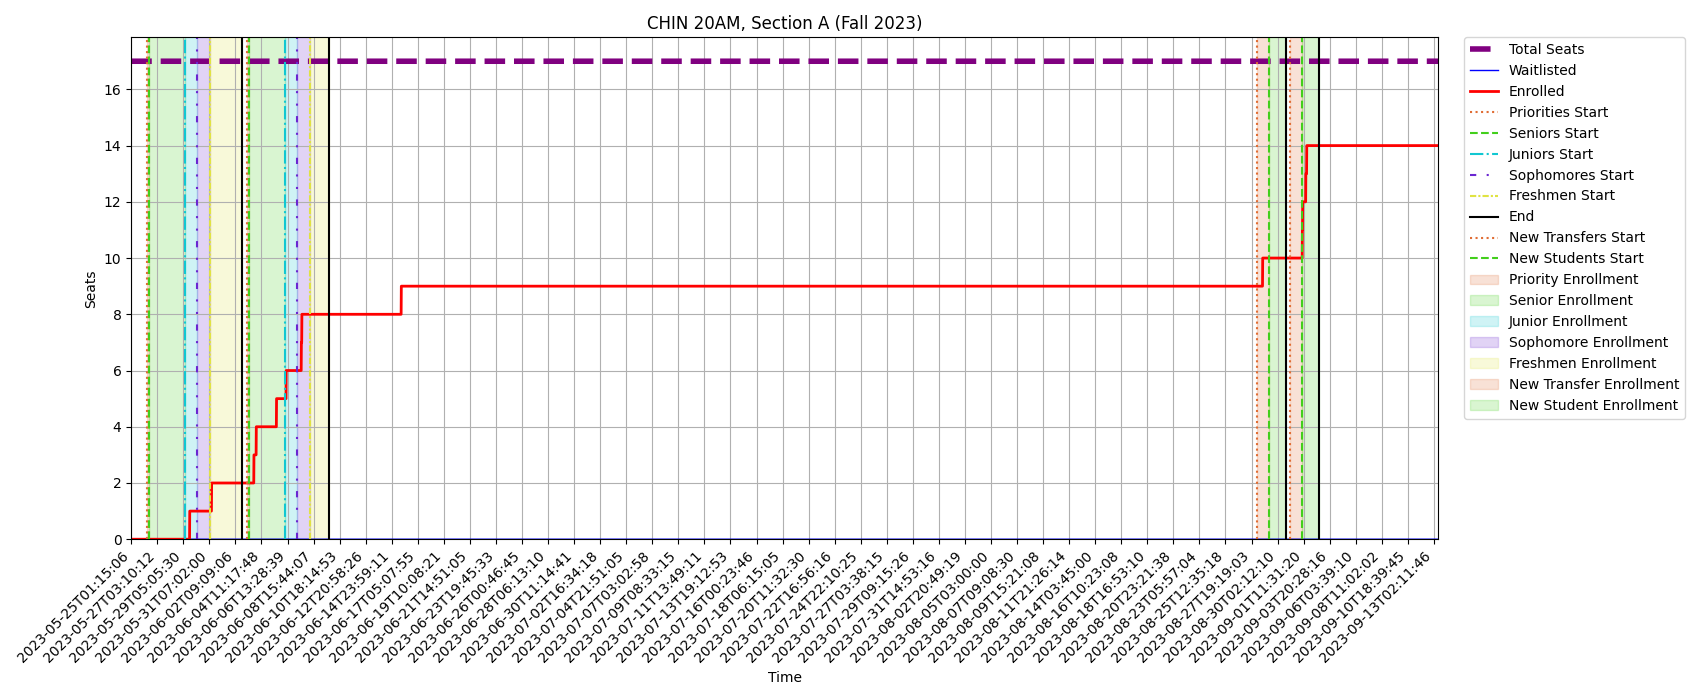 CHIN 20AM, Section A (Fall 2023)
Seats
16
14
12
10
8
6
4
2
0
2023-05-25T01:15:06
2023-05-27T03:10:12
2023-05-29T05:05:30
2023-05-31T07:02:00
2023-06-02T09:09:06
2023-06-04T11:17:48
2023-06-06T13:28:39
2023-06-08T15:44:07
2023-06-10T18:14:53
2023-06-12T20:58:26
2023-06-14T23:59:11
2023-06-17T05:07:55
2023-06-19T10:08:21
2023-06-21T14:51:05
2023-06-23T19:45:33
2023-06-26T00:46:45
2023-06-28T06:13:10
2023-06-30T11:14:41
2023-07-02T16:34:18
2023-07-04T21:51:05
2023-07-07T03:02:58
2023-07-09T08:33:15
2023-07-11T13:49:11
2023-07-13T19:12:53
2023-07-16T00:23:46
2023-07-18T06:15:05
2023-07-20T11:32:30
2023-07-22T16:56:16
2023-07-24T22:10:25
2023-07-27T03:38:15
2023-07-29T09:15:26
2023-07-31T14:53:16
2023-08-02T20:49:19
2023-08-05T03:00:00
2023-08-07T09:08:30
2023-08-09T15:21:08
2023-08-11T21:26:14
2023-08-14T03:45:00
2023-08-16T10:23:08
2023-08-18T16:53:10
2023-08-20T23:21:38
2023-08-23T05:57:04
2023-08-25T12:35:18
2023-08-27T19:19:03
2023-08-30T02:12:10
2023-09-01T11:31:20
2023-09-03T20:28:16
2023-09-06T03:39:10
2023-09-08T11:02:02
2023-09-10T18:39:45
2023-09-13T02:11:46
Time
Total Seats
Waitlisted
Enrolled
Priorities Start
Seniors Start
Juniors Start
Sophomores Start
Freshmen Start
End
New Transfers Start
New Students Start
Priority Enrollment
Senior Enrollment
Junior Enrollment
Sophomore Enrollment
Freshmen Enrollment
New Transfer Enrollment
New Student Enrollment